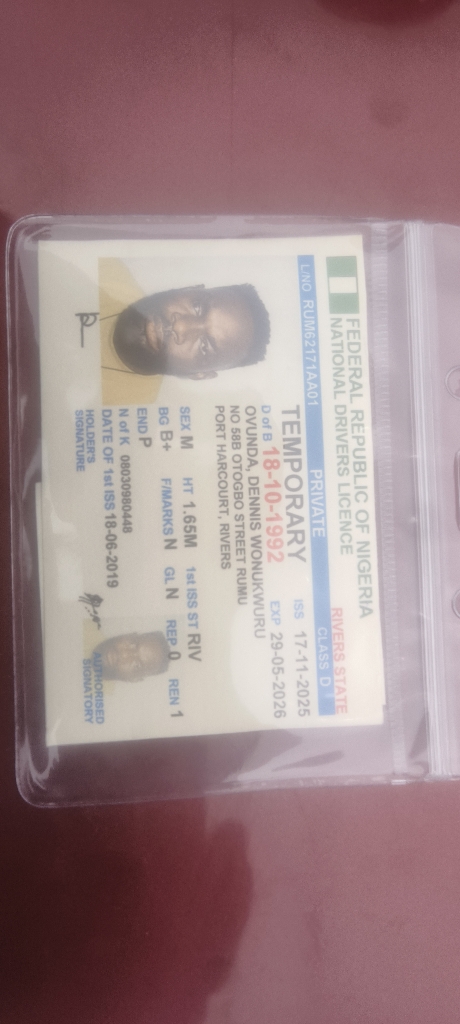 FEDERAL REPUBLIC OF NIGERIA
NATIONAL DRIVERS LICENCE
RIVERS STATE
L/NO RUM62171AA01 PRIVATE CLASS D
TEMPORARY ISS 17-11-2025
D of B 18-10-1992 EXP 29-05-2026
OVUNDA, DENNIS WONUKWURU
NO 58B OTOGBO STREET RUMU
PORT HARCOURT, RIVERS
SEX M HT 1.65M 1st ISS ST RIV
BG B+ F/MARKS N GL N REP 0 REN 1
END P
N of K 08030980448
DATE OF 1st ISS 18-06-2019
HOLDER'S
SIGNATURE
AUTHORISED
SIGNATORY